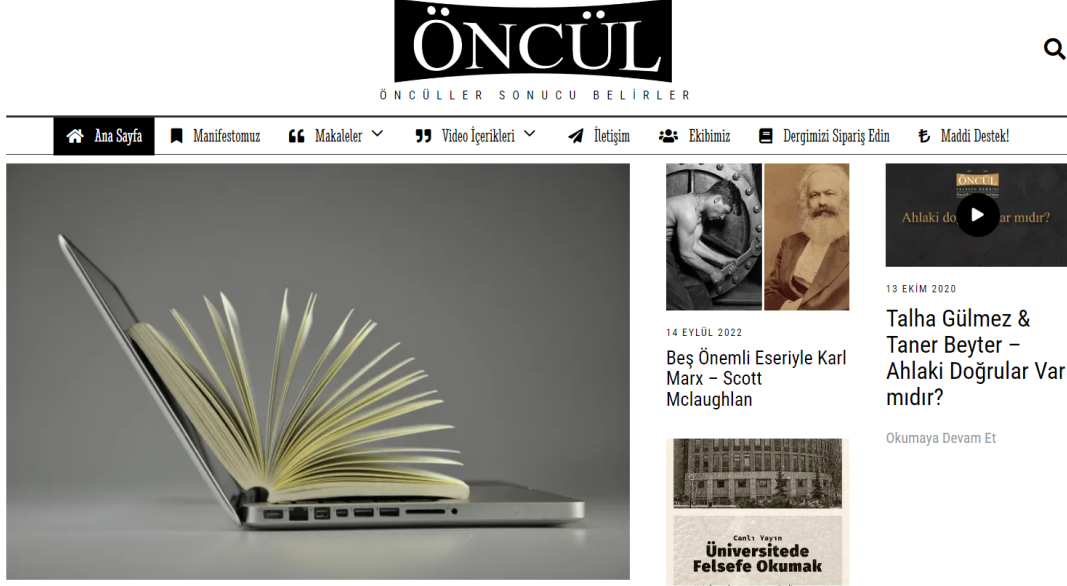 ÖNCÜL
ÖNCÜLLER SONUCU BELİRLER
Ana Sayfa Manifestomuz Makaleler Video İçerikleri İletişim Ekibimiz Dergimizi Sipariş Edin Maddi Destek!
14 EYLÜL 2022
Beş Önemli Eseriyle Karl
Marx – Scott
Mclaughlan
Canlı Yayın
Üniversitede
Felsefe Okumak
ÖNCÜL
Ahlaki do ar mıdır?
13 EKİM 2020
Talha Gülmez &
Taner Beyter –
Ahlaki Doğrular Var
mıdır?
Okumaya Devam Et